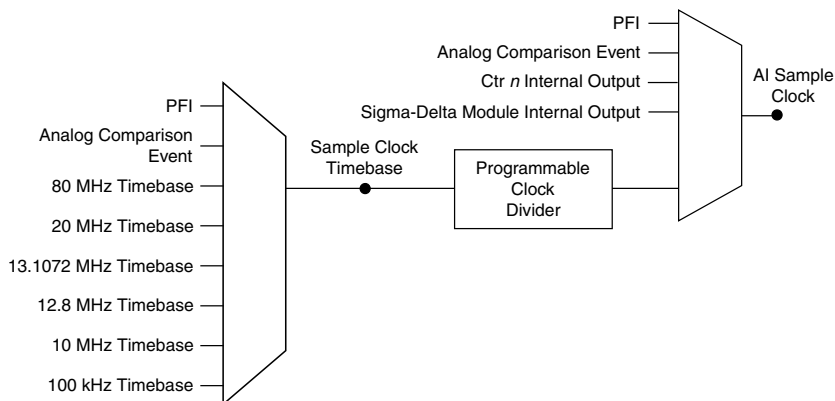 PFI
Analog Comparison Event
Ctr n Internal Output
Sigma-Delta Module Internal Output
AI Sample
Clock
PFI
Analog Comparison
Event
80 MHz Timebase
20 MHz Timebase
13.1072 MHz Timebase
12.8 MHz Timebase
10 MHz Timebase
100 kHz Timebase
Sample Clock
Timebase
Programmable
Clock
Divider